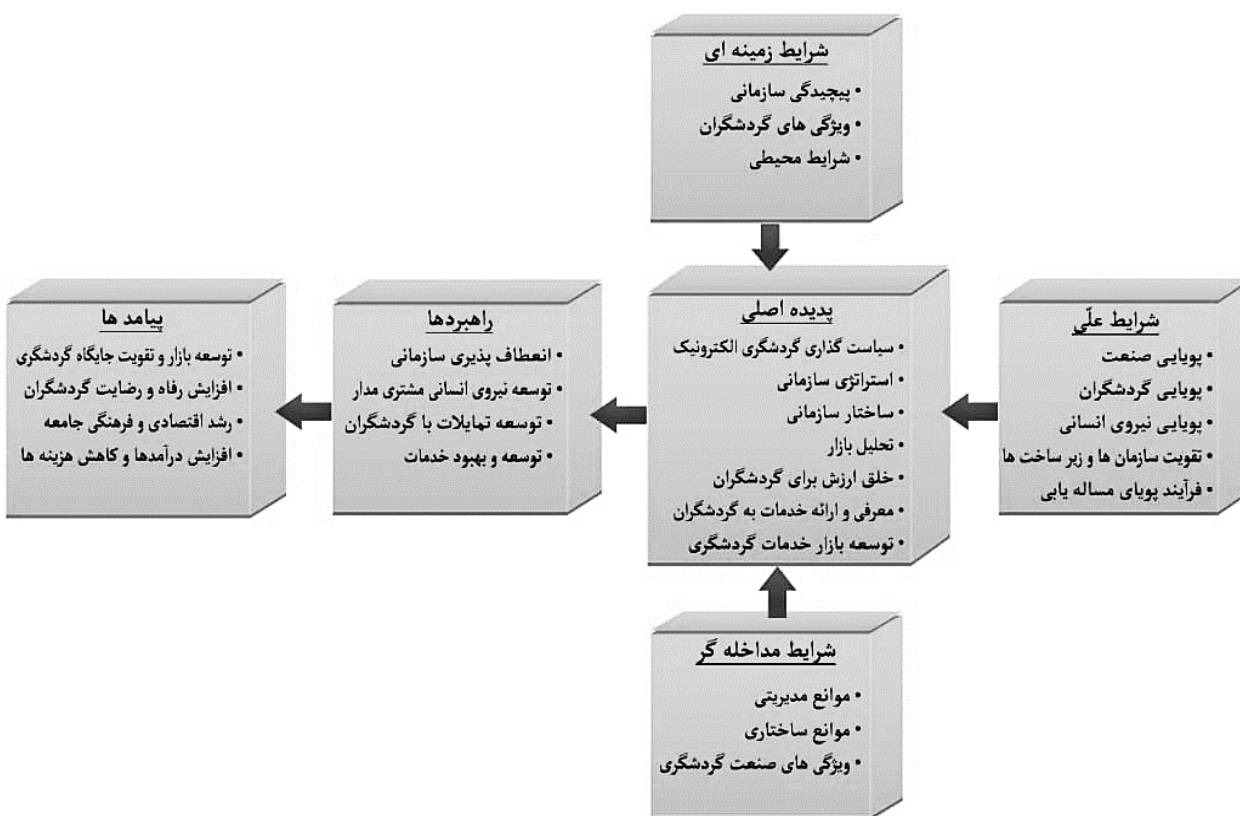 شرایط زمینه ای
• پیچیدگی سازمانی
• ویژگی های گردشگران
• شرایط محیطی
شرایط علّی
• پویایی صنعت
• پویایی گردشگران
• پویایی نیروی انسانی
• تقویت سازمان ها و زیر ساخت ها
• فرآیند پویای مساله یابی
پدیده اصلی
• سیاست گذاری گردشگری الکترونیک
• استراتژی سازمانی
• ساختار سازمانی
• تحلیل بازار
• خلق ارزش برای گردشگران
• معرفی و ارائه خدمات به گردشگران
• توسعه بازار خدمات گردشگری
راهبردها
• انعطاف پذیری سازمانی
• توسعه نیروی انسانی مشتری مدار
• توسعه تمایلات با گردشگران
• توسعه و بهبود خدمات
پیامد ها
• توسعه بازار و تقویت جایگاه گردشگری
• افزایش رفاه و رضایت گردشگران
• رشد اقتصادی و فرهنگی جامعه
• افزایش درآمدها و کاهش هزینه ها
شرایط مداخله گر
• موانع مدیریتی
• موانع ساختاری
• ویژگی های صنعت گردشگری